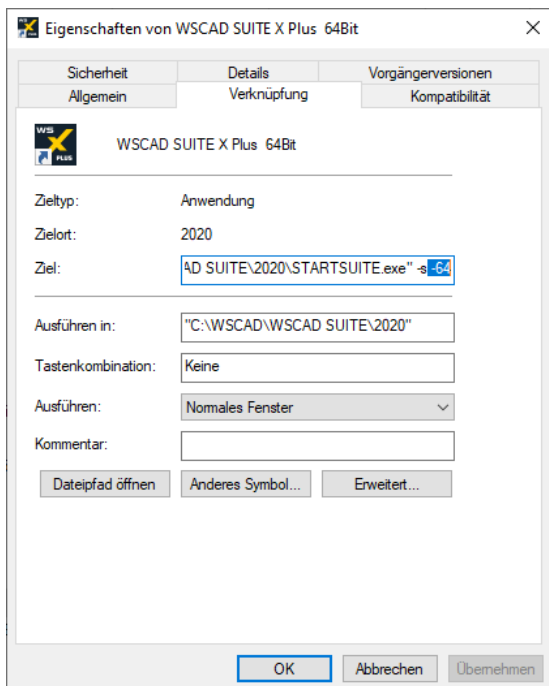 Eigenschaften von WSCAD SUITE X Plus 64Bit
Sicherheit Details Vorgängerversionen
Allgemein Verknüpfung Kompatibilität
WS X PLUS
WSCAD SUITE X Plus 64Bit
Zieltyp: Anwendung
Zielort: 2020
Ziel: AD SUITE\2020\STARTSUITE.exe" -s -64
Ausführen in: "C:\WSCAD\WSCAD SUITE\2020"
Tastenkombination: Keine
Ausführen: Normales Fenster
Kommentar:
Dateipfad öffnen Anderes Symbol... Erweitert...
OK Abbrechen Übernehmen